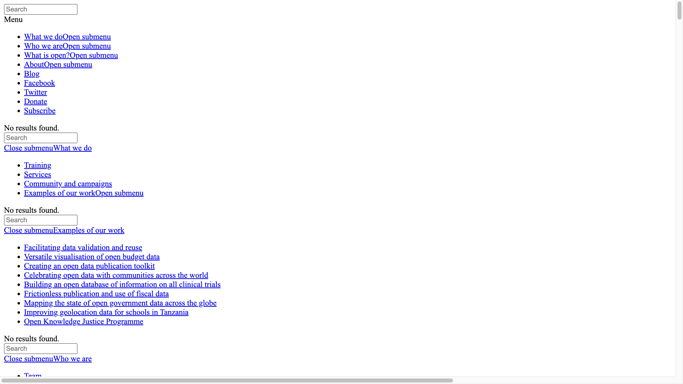 Search
Menu
What we doOpen submenu
Who we areOpen submenu
What is open?Open submenu
AboutOpen submenu
Blog
Facebook
Twitter
Donate
Subscribe
No results found.
Search
Close submenuWhat we do
Training
Services
Community and campaigns
Examples of our workOpen submenu
No results found.
Search
Close submenuExamples of our work
Facilitating data validation and reuse
Versatile visualisation of open budget data
Creating an open data publication toolkit
Celebrating open data with communities across the world
Building an open database of information on all clinical trials
Frictionless publication and use of fiscal data
Mapping the state of open government data across the globe
Improving geolocation data for schools in Tanzania
Open Knowledge Justice Programme
No results found.
Search
Close submenuWho we are
Team